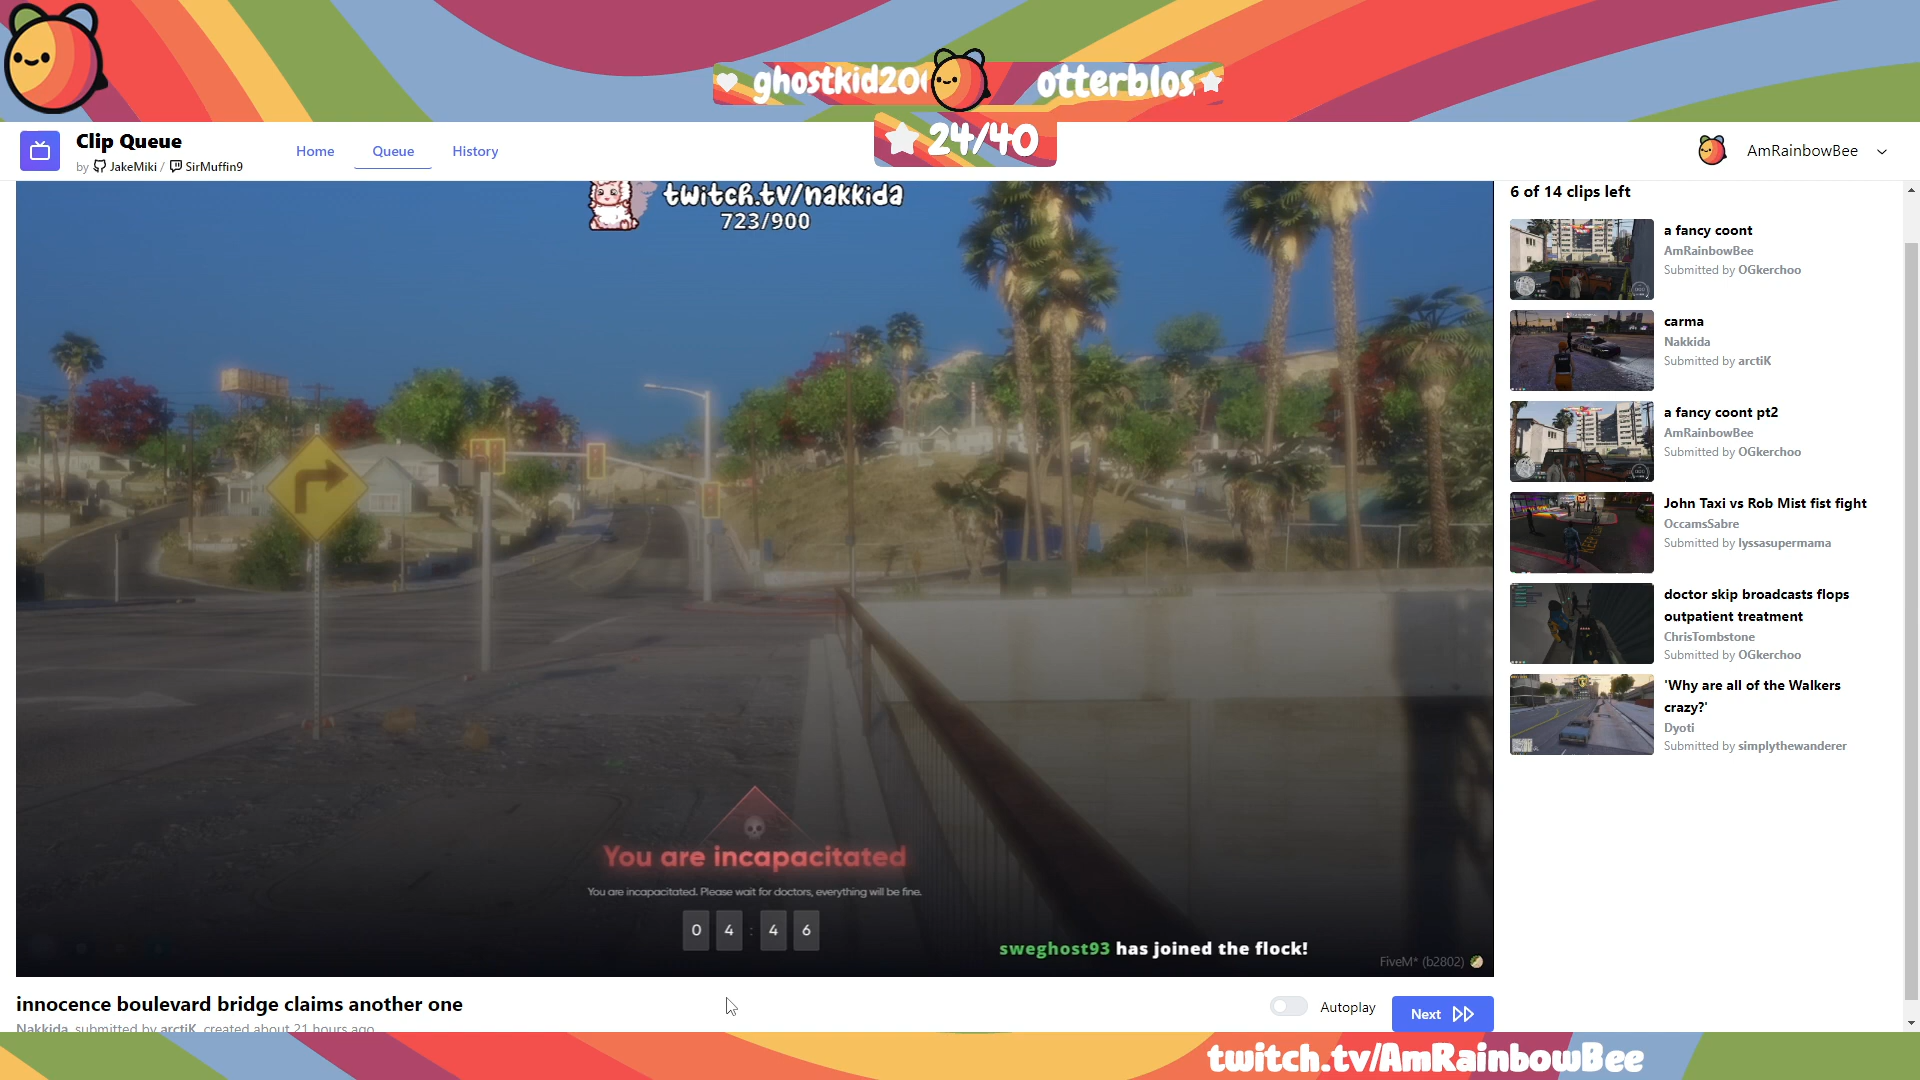 ghostkid20
otterblos
24/40
Clip Queue
by JakeMiki / SirMuffin9
Home
Queue
History
AmRainbowBee
twitch.tv/nakkida
723/900
You are incapacitated
You are incapacitated. Please wait for doctors, everything will be fine.
0 4 : 4 6
sweghost93 has joined the flock!
FiveM* (b2802)
innocence boulevard bridge claims another one
Nakkida, submitted by arctiK, created about 21 hours ago
Autoplay
Next
6 of 14 clips left
a fancy coont
AmRainbowBee
Submitted by OGkerchoo
carma
Nakkida
Submitted by arctiK
a fancy coont pt2
AmRainbowBee
Submitted by OGkerchoo
John Taxi vs Rob Mist fist fight
OccamsSabre
Submitted by lyssasupermama
doctor skip broadcasts flops
outpatient treatment
ChrisTombstone
Submitted by OGkerchoo
'Why are all of the Walkers
crazy?'
Dyoti
Submitted by simplythewanderer
twitch.tv/AmRainbowBee